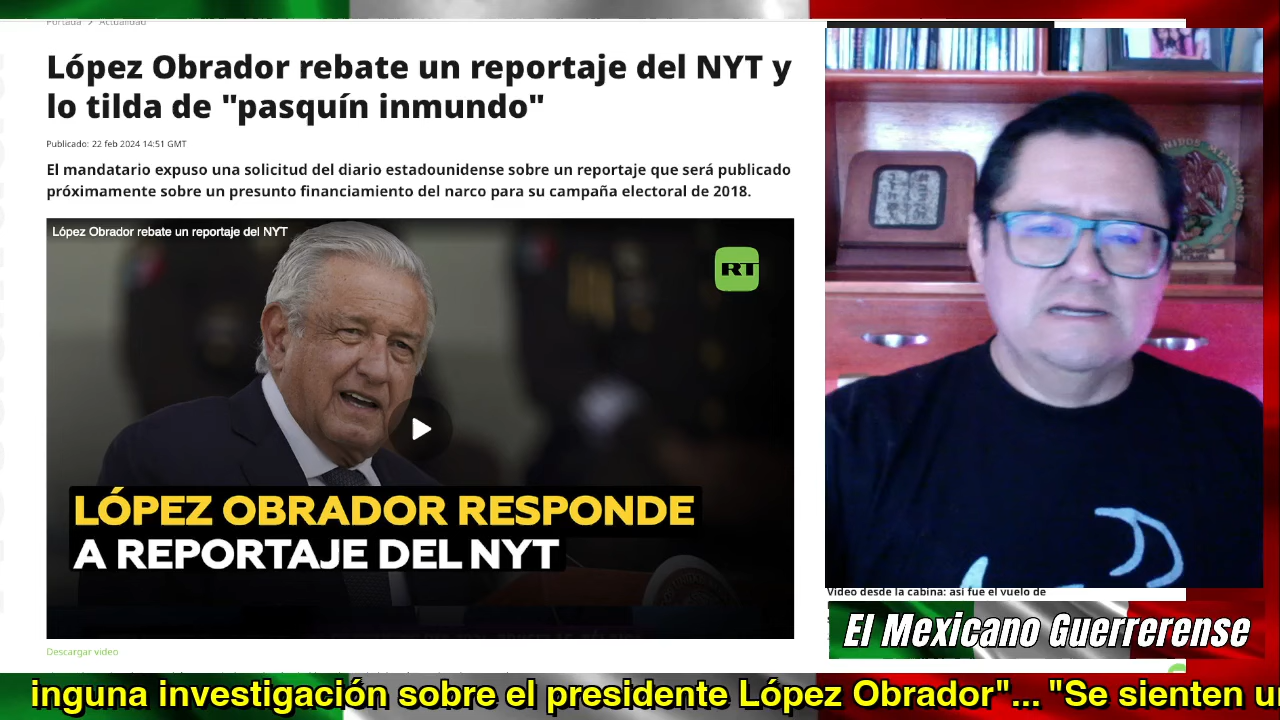 Portada > Actualidad
López Obrador rebate un reportaje del NYT y
lo tilda de "pasquín inmundo"
Publicado: 22 feb 2024 14:51 GMT
El mandatario expuso una solicitud del diario estadounidense sobre un reportaje que será publicado
próximamente sobre un presunto financiamiento del narco para su campaña electoral de 2018.
López Obrador rebate un reportaje del NYT
RT
LÓPEZ OBRADOR RESPONDE
A REPORTAJE DEL NYT
Descargar video
Video desde la cabina: así fue el vuelo de
El Mexicano Guerrerense
inguna investigación sobre el presidente López Obrador"... "Se sienten u